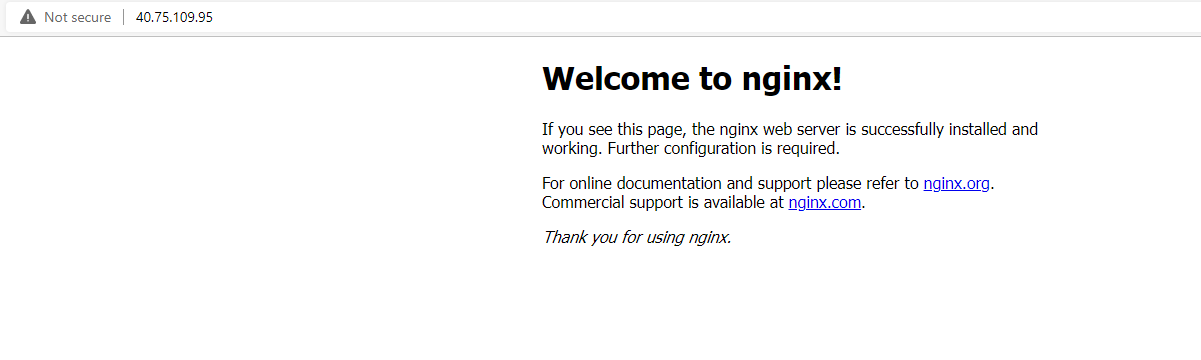 Not secure | 40.75.109.95
Welcome to nginx!
If you see this page, the nginx web server is successfully installed and
working. Further configuration is required.
For online documentation and support please refer to nginx.org.
Commercial support is available at nginx.com.
Thank you for using nginx.